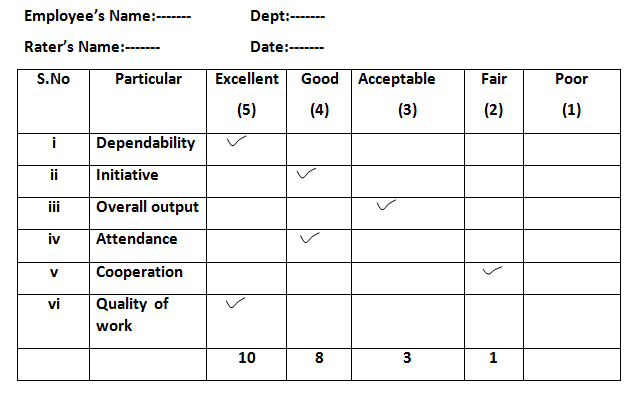 Employee's Name:------- Dept:-------
Rater's Name:------- Date:-------
S.No Particular Excellent Good Acceptable Fair Poor
(5) (4) (3) (2) (1)
i Dependability ✓
ii Initiative ✓
iii Overall output ✓
iv Attendance ✓
v Cooperation ✓
vi Quality of ✓
work
10 8 3 1